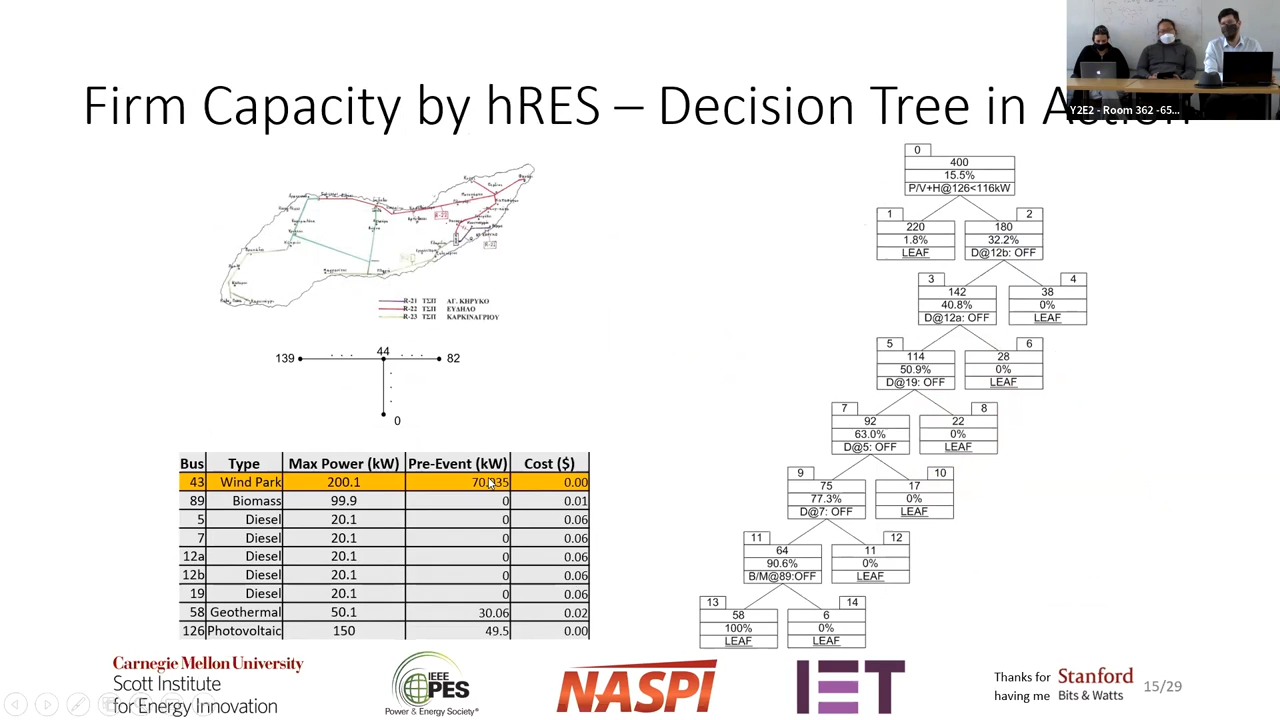 Y2E2 - Room 362 -65...
Firm Capacity by hRES – Decision Tree in
R-21 ΤΣΠ ΑΓ. ΚΗΡΥΚΟ
R-22 ΤΣΠ ΕΥΔΗΛΟ
R-23 ΤΣΠ ΚΑΡΚΙΝΑΓΡΙΟΥ
139 . . . 44 . . . 82
0
Bus Type Max Power (kW) Pre-Event (kW) Cost ($)
43 Wind Park 200.1 0.00
89 Biomass 99.9 0 0.01
5 Diesel 20.1 0 0.06
7 Diesel 20.1 0 0.06
12a Diesel 20.1 0 0.06
12b Diesel 20.1 0 0.06
19 Diesel 20.1 0 0.06
58 Geothermal 50.1 30.06 0.02
126 Photovoltaic 150 49.5 0.00
0
400
15.5%
P/V+H@126<116kW
1
220
1.8%
LEAF
2
180
32.2%
D@12b: OFF
3
142
40.8%
D@12a: OFF
4
38
0%
LEAF
5
114
50.9%
D@19: OFF
6
28
0%
LEAF
7
92
63.0%
D@5: OFF
8
22
0%
LEAF
9
75
77.3%
D@7: OFF
10
17
0%
LEAF
11
64
90.6%
B/M@89:OFF
12
11
0%
LEAF
13
58
100%
LEAF
14
6
0%
LEAF
Carnegie Mellon University
Scott Institute
for Energy Innovation
IEEE
PES
Power & Energy Society®
NASPI
IET
Thanks for
having me
Stanford
Bits & Watts
15/29